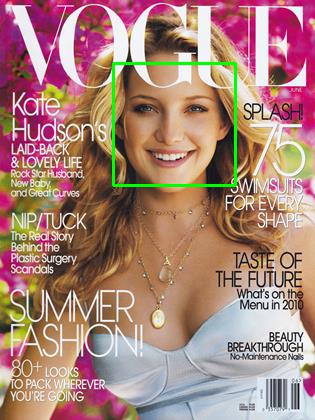 VOGUE
JUNE
Kate
Hudson's
LAID-BACK
& LOVELY LIFE
Rock Star Husband,
New Baby,
and Great Curves
NIP/TUCK
The Real Story
Behind the
Plastic Surgery
Scandals
SUMMER
FASHION!
80+ LOOKS
TO PACK WHEREVER
YOU'RE GOING
SPLASH!
75
SWIMSUITS
FOR EVERY
SHAPE
TASTE OF
THE FUTURE
What's on the
Menu in 2010
BEAUTY
BREAKTHROUGH
No-Maintenance Nails